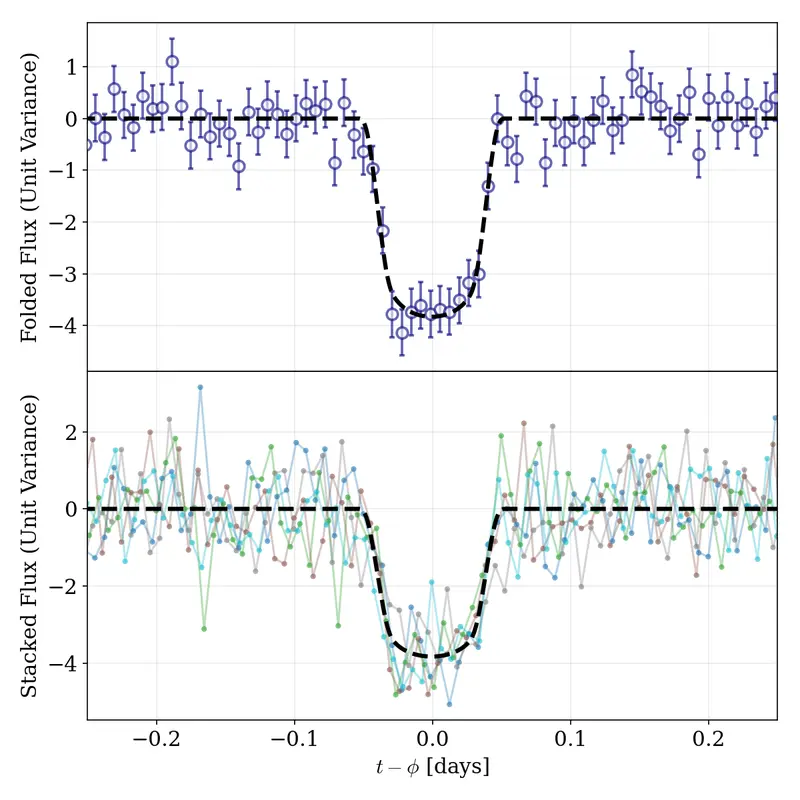 Folded Flux (Unit Variance)
1
0
−1
−2
−3
−4
Stacked Flux (Unit Variance)
2
0
−2
−4
−0.2 −0.1 0.0 0.1 0.2
t − ϕ [days]